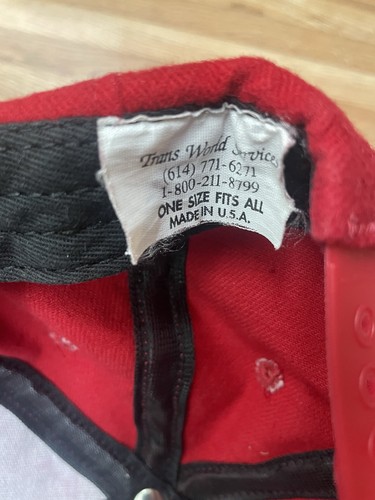 Trans World Services
(614) 771-6271
1-800-211-8799
ONE SIZE FITS ALL
MADE IN U.S.A.